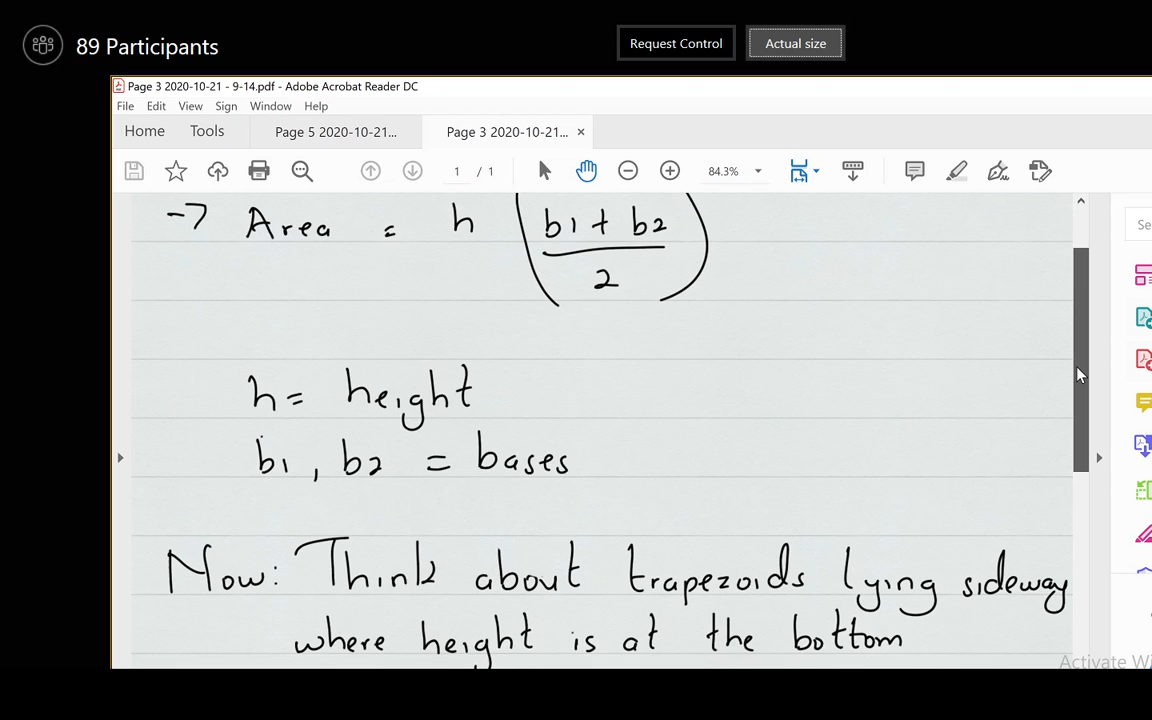 89 Participants
Request Control
Actual size
Page 3 2020-10-21 - 9-14.pdf - Adobe Acrobat Reader DC
File Edit View Sign Window Help
Home Tools Page 5 2020-10-21... Page 3 2020-10-21... ×
1 / 1 84.3%
Se
→ Area = h (b1 + b2
2)
h = height
b1, b2 = bases
Now: Think about trapezoids lying sideway
where height is at the bottom
Activate Wi